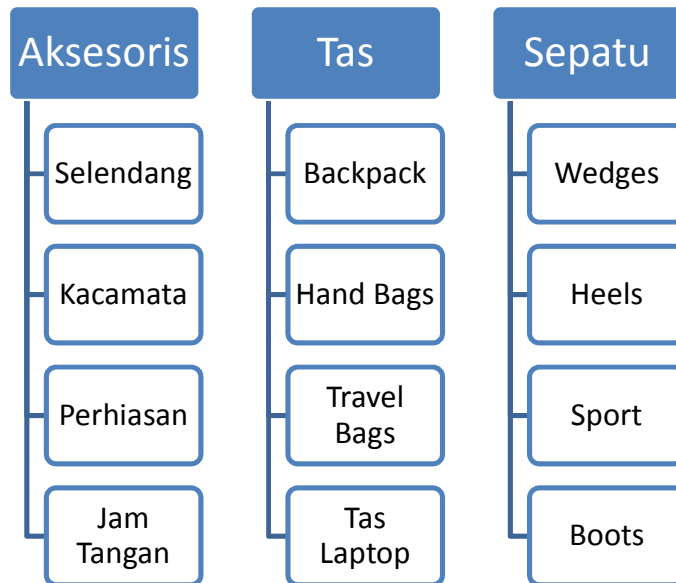 Aksesoris
Selendang
Kacamata
Perhiasan
Jam
Tangan
Tas
Backpack
Hand Bags
Travel
Bags
Tas
Laptop
Sepatu
Wedges
Heels
Sport
Boots